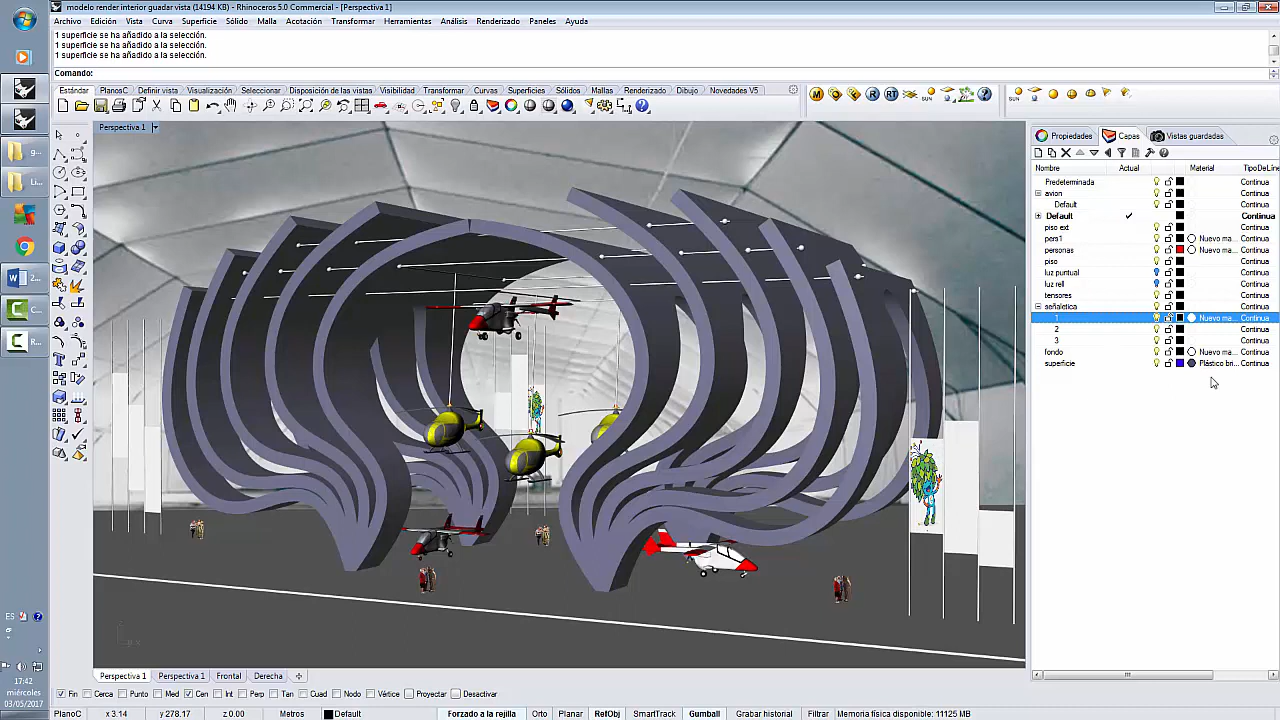 modelo render interior guadar vista (14194 KB) - Rhinoceros 5.0 Commercial - [Perspectiva 1]
Archivo Edición Vista Curva Superficie Sólido Malla Acotación Transformar Herramientas Análisis Renderizado Paneles Ayuda
1 superficie se ha añadido a la selección.
1 superficie se ha añadido a la selección.
1 superficie se ha añadido a la selección.
Comando:
Estándar PlanoC Definir vista Visualización Seleccionar Disposición de las vistas Visibilidad Transformar Curvas Superficies Sólidos Mallas Renderizado Dibujo Novedades V5
Perspectiva 1
Propiedades Capas Vistas guardadas
Nombre Actual Material TipoDeLíne
Predeterminada Continua
avion Continua
Default Continua
Default Continua
piso ext Continua
pers1 Nuevo ma... Continua
personas Nuevo ma... Continua
piso Continua
luz puntual Continua
luz rell Continua
tensores Continua
señaletica Continua
1 Nuevo ma... Continua
2 Continua
3 Continua
fondo Nuevo ma... Continua
superficie Plástico bri... Continua
ES
17:42
miércoles
03/05/2017
Perspectiva 1 Perspectiva 1 Frontal Derecha
Fin Cerca Punto Med Cen Int Perp Tan Cuad Nodo Vértice Proyectar Desactivar
PlanoC x 3.14 y 278.17 z 0.00 Metros Default Forzado a la rejilla Orto Planar RefObj SmartTrack Gumball Grabar historial Filtrar Memoria física disponible: 11125 MB